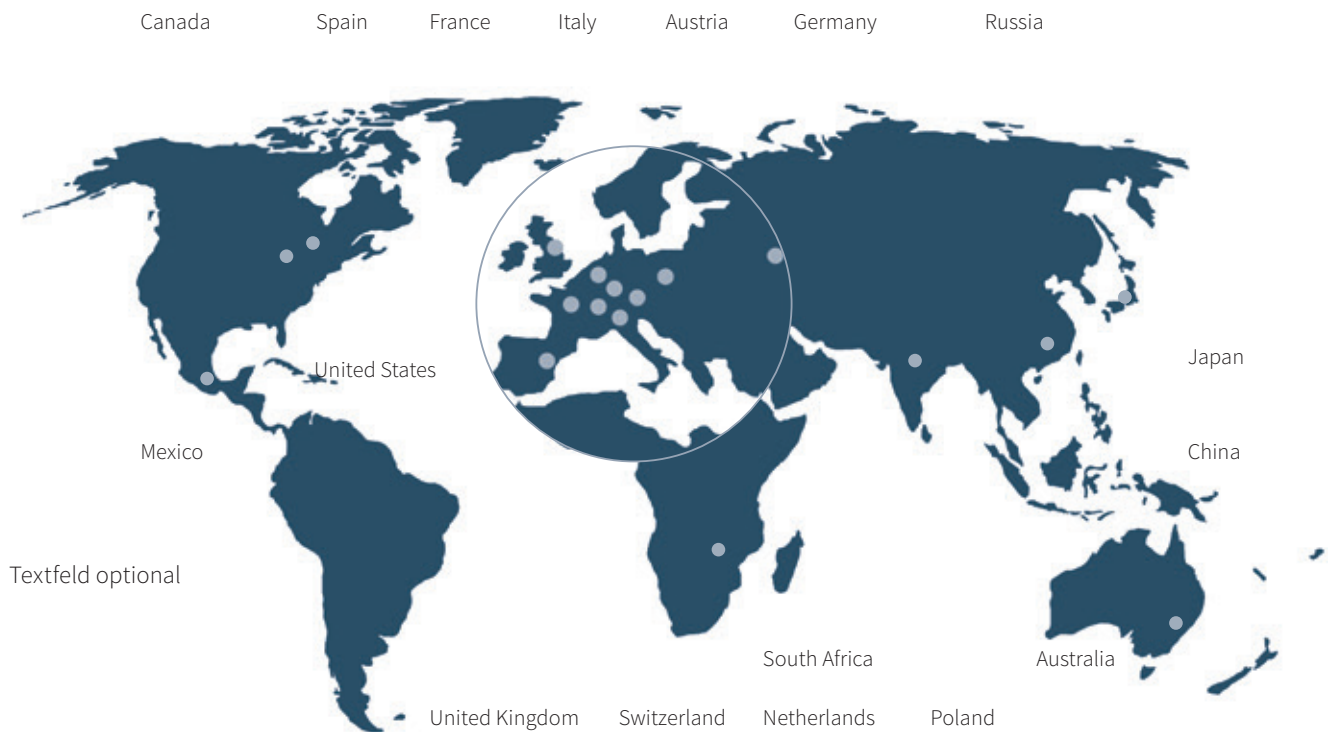 Canada Spain France Italy Austria Germany Russia
United States
Japan
Mexico
China
Textfeld optional
South Africa
Australia
United Kingdom Switzerland Netherlands Poland